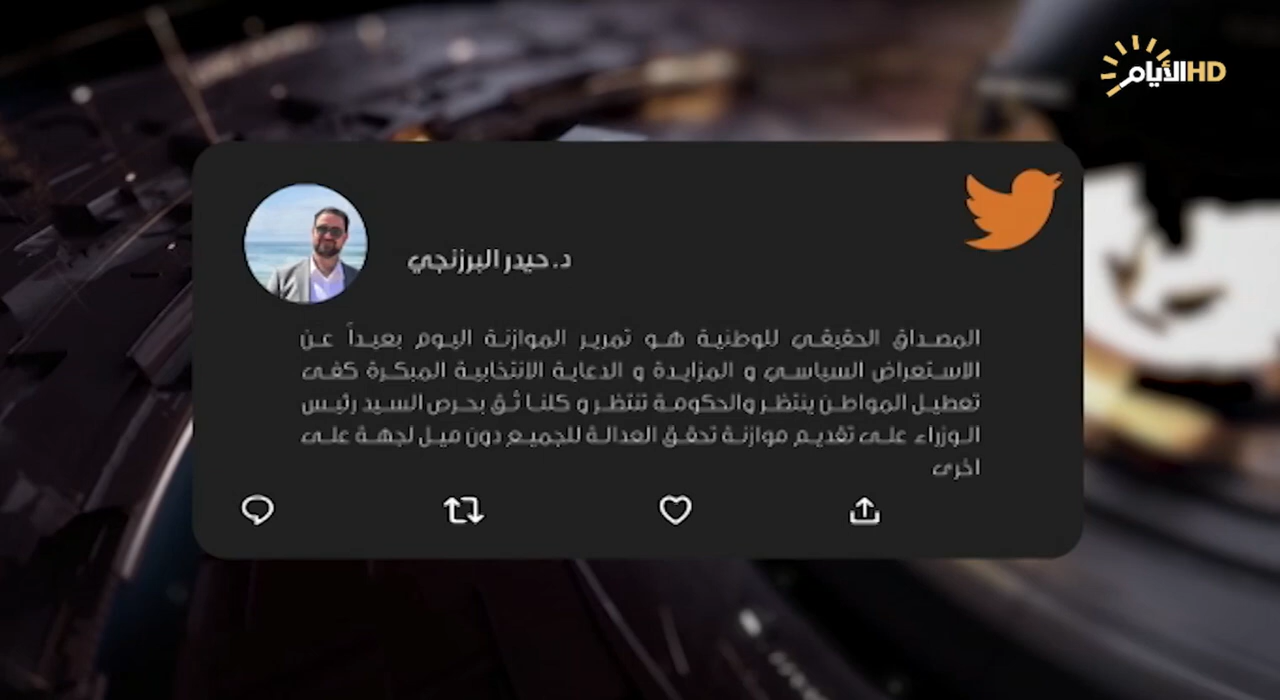 الأيام HD
د. حيدر البرزنجي
المصداق الحقيقي للوطنية هو تمرير الموازنة اليوم بعيداً عن
الاستعراض السياسي و المزايدة و الدعاية الانتخابية المبكرة كفى
تعطيل المواطن ينتظر والحكومة تنتظر و كلنا ثق بحرص السيد رئيس
الوزراء على تقديم موازنة تحقق العدالة للجميع دون ميل لجهة على
اخرى